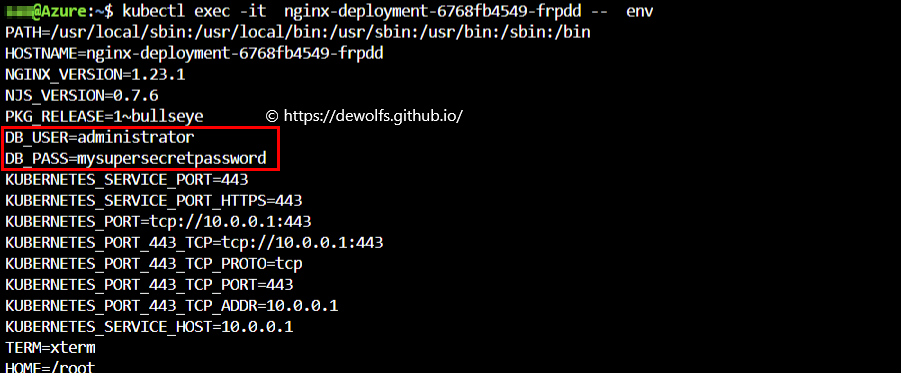 @Azure:~$ kubectl exec -it  nginx-deployment-6768fb4549-frpdd --  env
PATH=/usr/local/sbin:/usr/local/bin:/usr/sbin:/usr/bin:/sbin:/bin
HOSTNAME=nginx-deployment-6768fb4549-frpdd
NGINX_VERSION=1.23.1
NJS_VERSION=0.7.6
PKG_RELEASE=1~bullseye
© https://dewolfs.github.io/
DB_USER=administrator
DB_PASS=mysupersecretpassword
KUBERNETES_SERVICE_PORT=443
KUBERNETES_SERVICE_PORT_HTTPS=443
KUBERNETES_PORT=tcp://10.0.0.1:443
KUBERNETES_PORT_443_TCP=tcp://10.0.0.1:443
KUBERNETES_PORT_443_TCP_PROTO=tcp
KUBERNETES_PORT_443_TCP_PORT=443
KUBERNETES_PORT_443_TCP_ADDR=10.0.0.1
KUBERNETES_SERVICE_HOST=10.0.0.1
TERM=xterm
HOME=/root